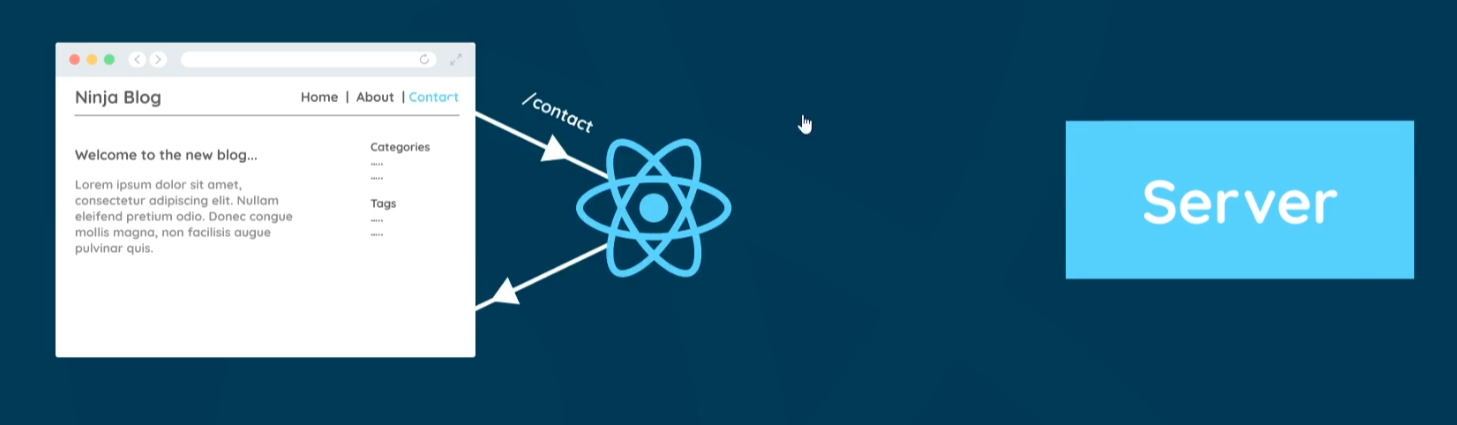 Ninja Blog
Home | About | Contact
/contact
Welcome to the new blog...
Lorem ipsum dolor sit amet,
consectetur adipiscing elit. Nullam
eleifend pretium odio. Donec congue
mollis magna, non facilisis augue
pulvinar quis.
Categories
.....
.....
Tags
.....
.....
Server